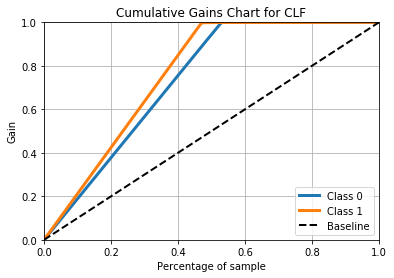 Cumulative Gains Chart for CLF
Gain
1.0
0.8
0.6
0.4
0.2
0.0
0.0 0.2 0.4 0.6 0.8 1.0
Percentage of sample
Class 0
Class 1
Baseline